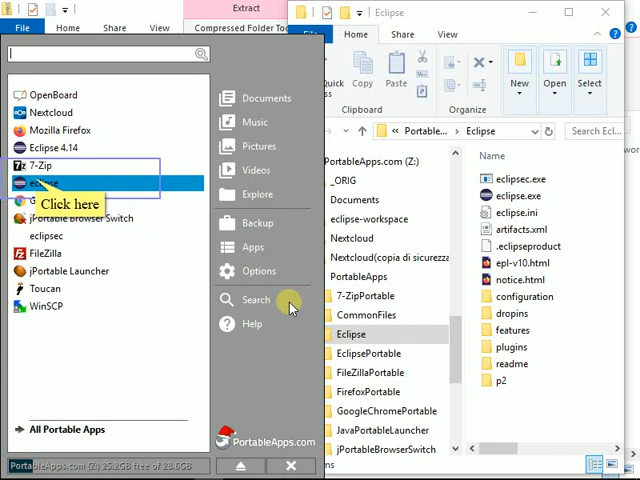 Extract
File
Home
Share
View
Compressed Folder Tools
OpenBoard
Nextcloud
Mozilla Firefox
Eclipse 4.14
7-Zip
eclipse
Click here
jPortable Browser Switch
eclipsec
FileZilla
jPortable Launcher
Toucan
WinSCP
All Portable Apps
PortableApps.com (Z:) 25.2GB free of 28.6GB
Documents
Music
Pictures
Videos
Explore
Backup
Apps
Options
Search
Help
PortableApps.com
Eclipse
Home
Share
View
Copy
Paste
Clipboard
Organize
New
Open
Select
Portable...
Eclipse
PortableApps.com (Z:)
_ORIG
Documents
eclipse-workspace
Nextcloud
Nextcloud(copia di sicurezza
PortableApps
7-ZipPortable
CommonFiles
Eclipse
EclipsePortable
FileZillaPortable
FirefoxPortable
GoogleChromePortable
JavaPortableLauncher
jPortableBrowserSwitch
Name
eclipsec.exe
eclipse.exe
eclipse.ini
artifacts.xml
.eclipseproduct
epl-v10.html
notice.html
configuration
dropins
features
plugins
readme
p2